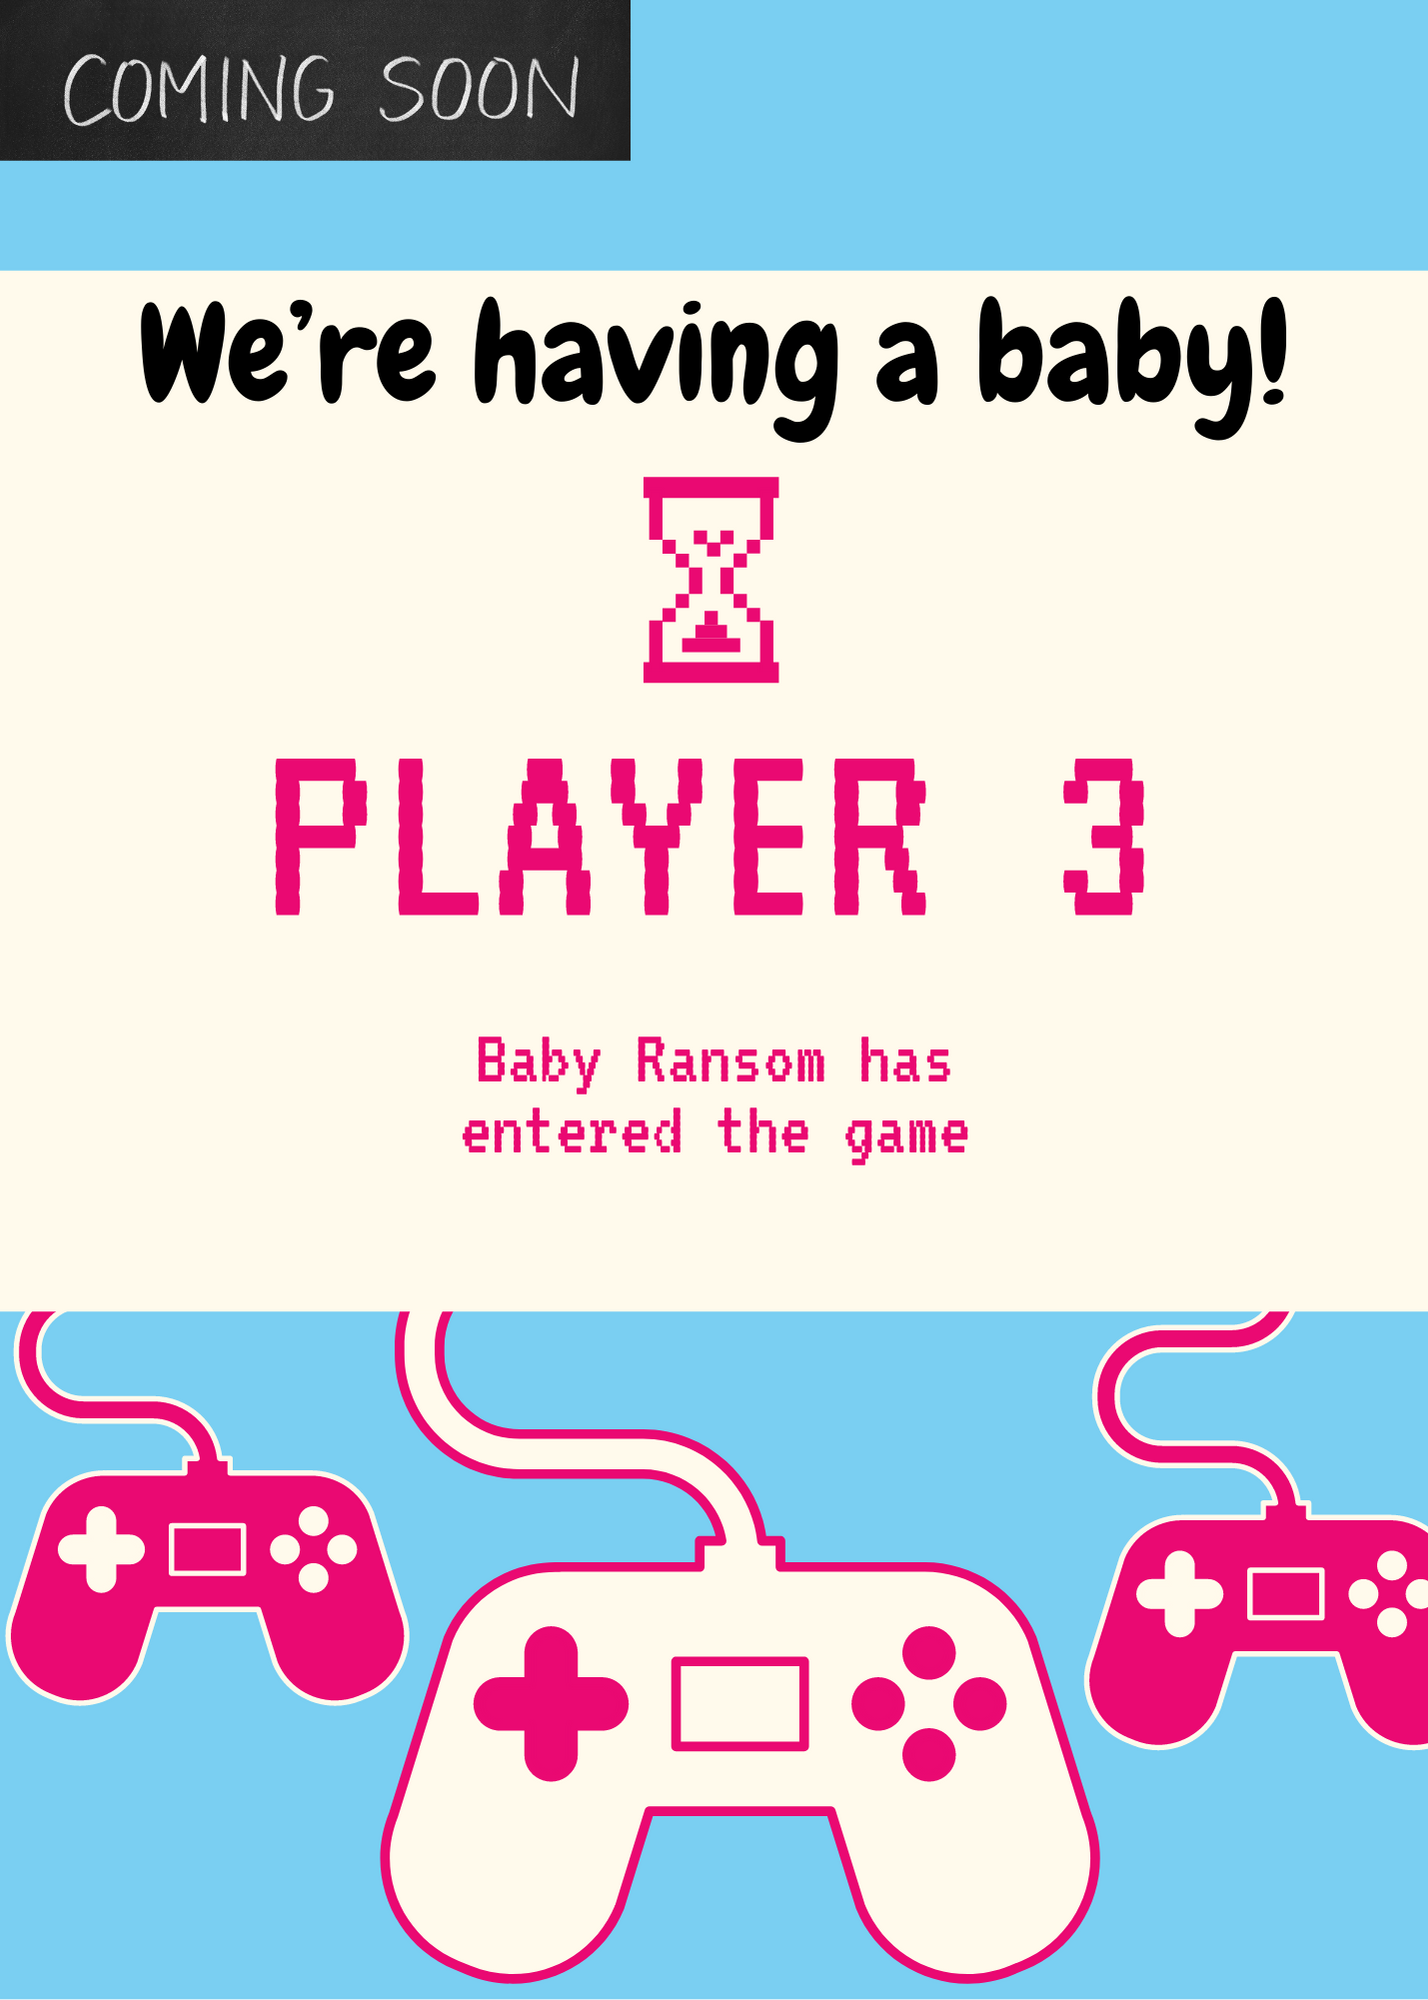 COMING SOON
We're having a baby!
PLAYER 3
Baby Ransom has
entered the game